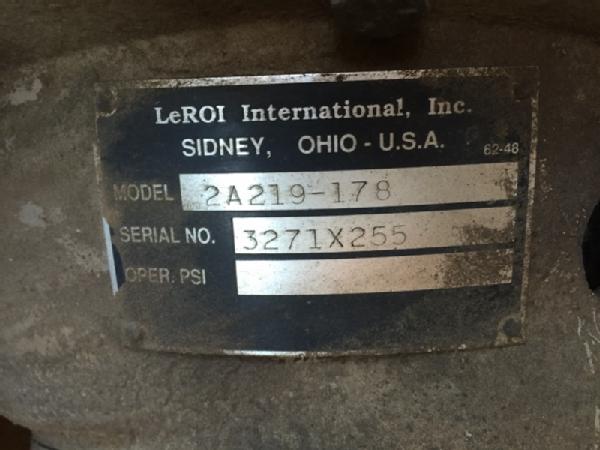 LeROI International, Inc.
SIDNEY, OHIO - U.S.A.
62-48
MODEL 2A219-178
SERIAL NO. 3271X255
OPER. PSI